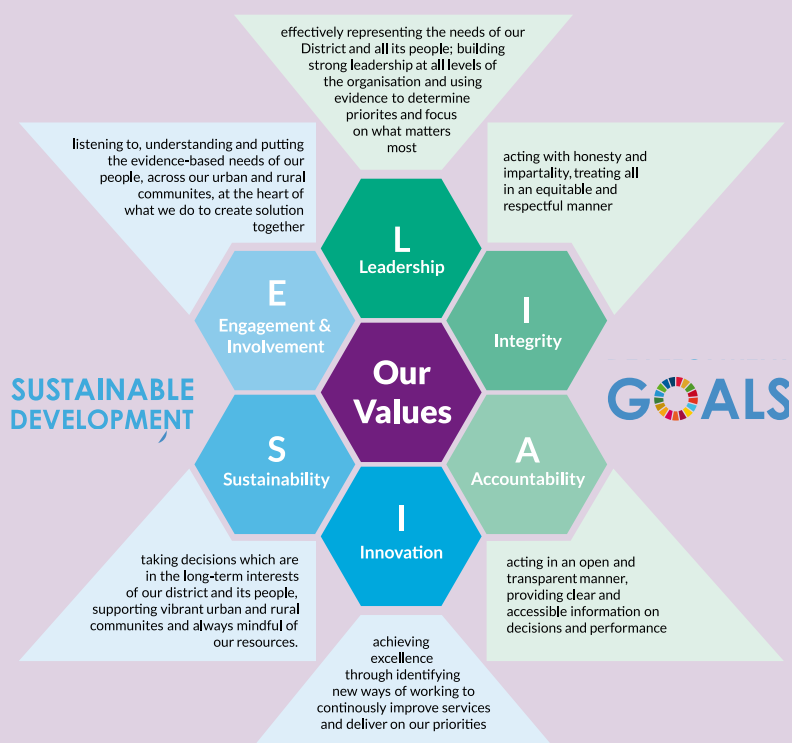 effectively representing the needs of our
District and all its people; building
strong leadership at all levels of
the organisation and using
evidence to determine
priorites and focus
on what matters
most
listening to, understanding and putting
the evidence-based needs of our
people, across our urban and rural
communites, at the heart of
what we do to create solution
together
acting with honesty and
impartality, treating all
in an equitable and
respectful manner
L
Leadership
E
Engagement &
Involvement
I
Integrity
Our
Values
SUSTAINABLE
DEVELOPMENT
GOALS
S
Sustainability
A
Accountability
I
Innovation
taking decisions which are
in the long-term interests
of our district and its people,
supporting vibrant urban and rural
communites and always mindful of
our resources.
acting in an open and
transparent manner,
providing clear and
accessible information on
decisions and performance
achieving
excellence
through identifying
new ways of working to
continously improve services
and deliver on our priorities